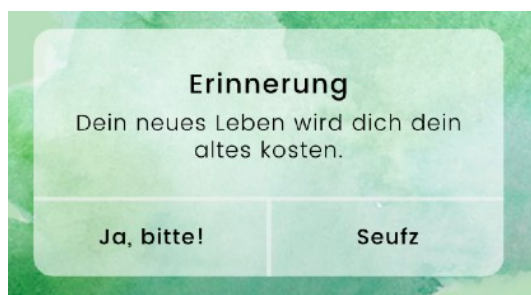 Erinnerung
Dein neues Leben wird dich dein
altes kosten.
Ja, bitte!
Seufz